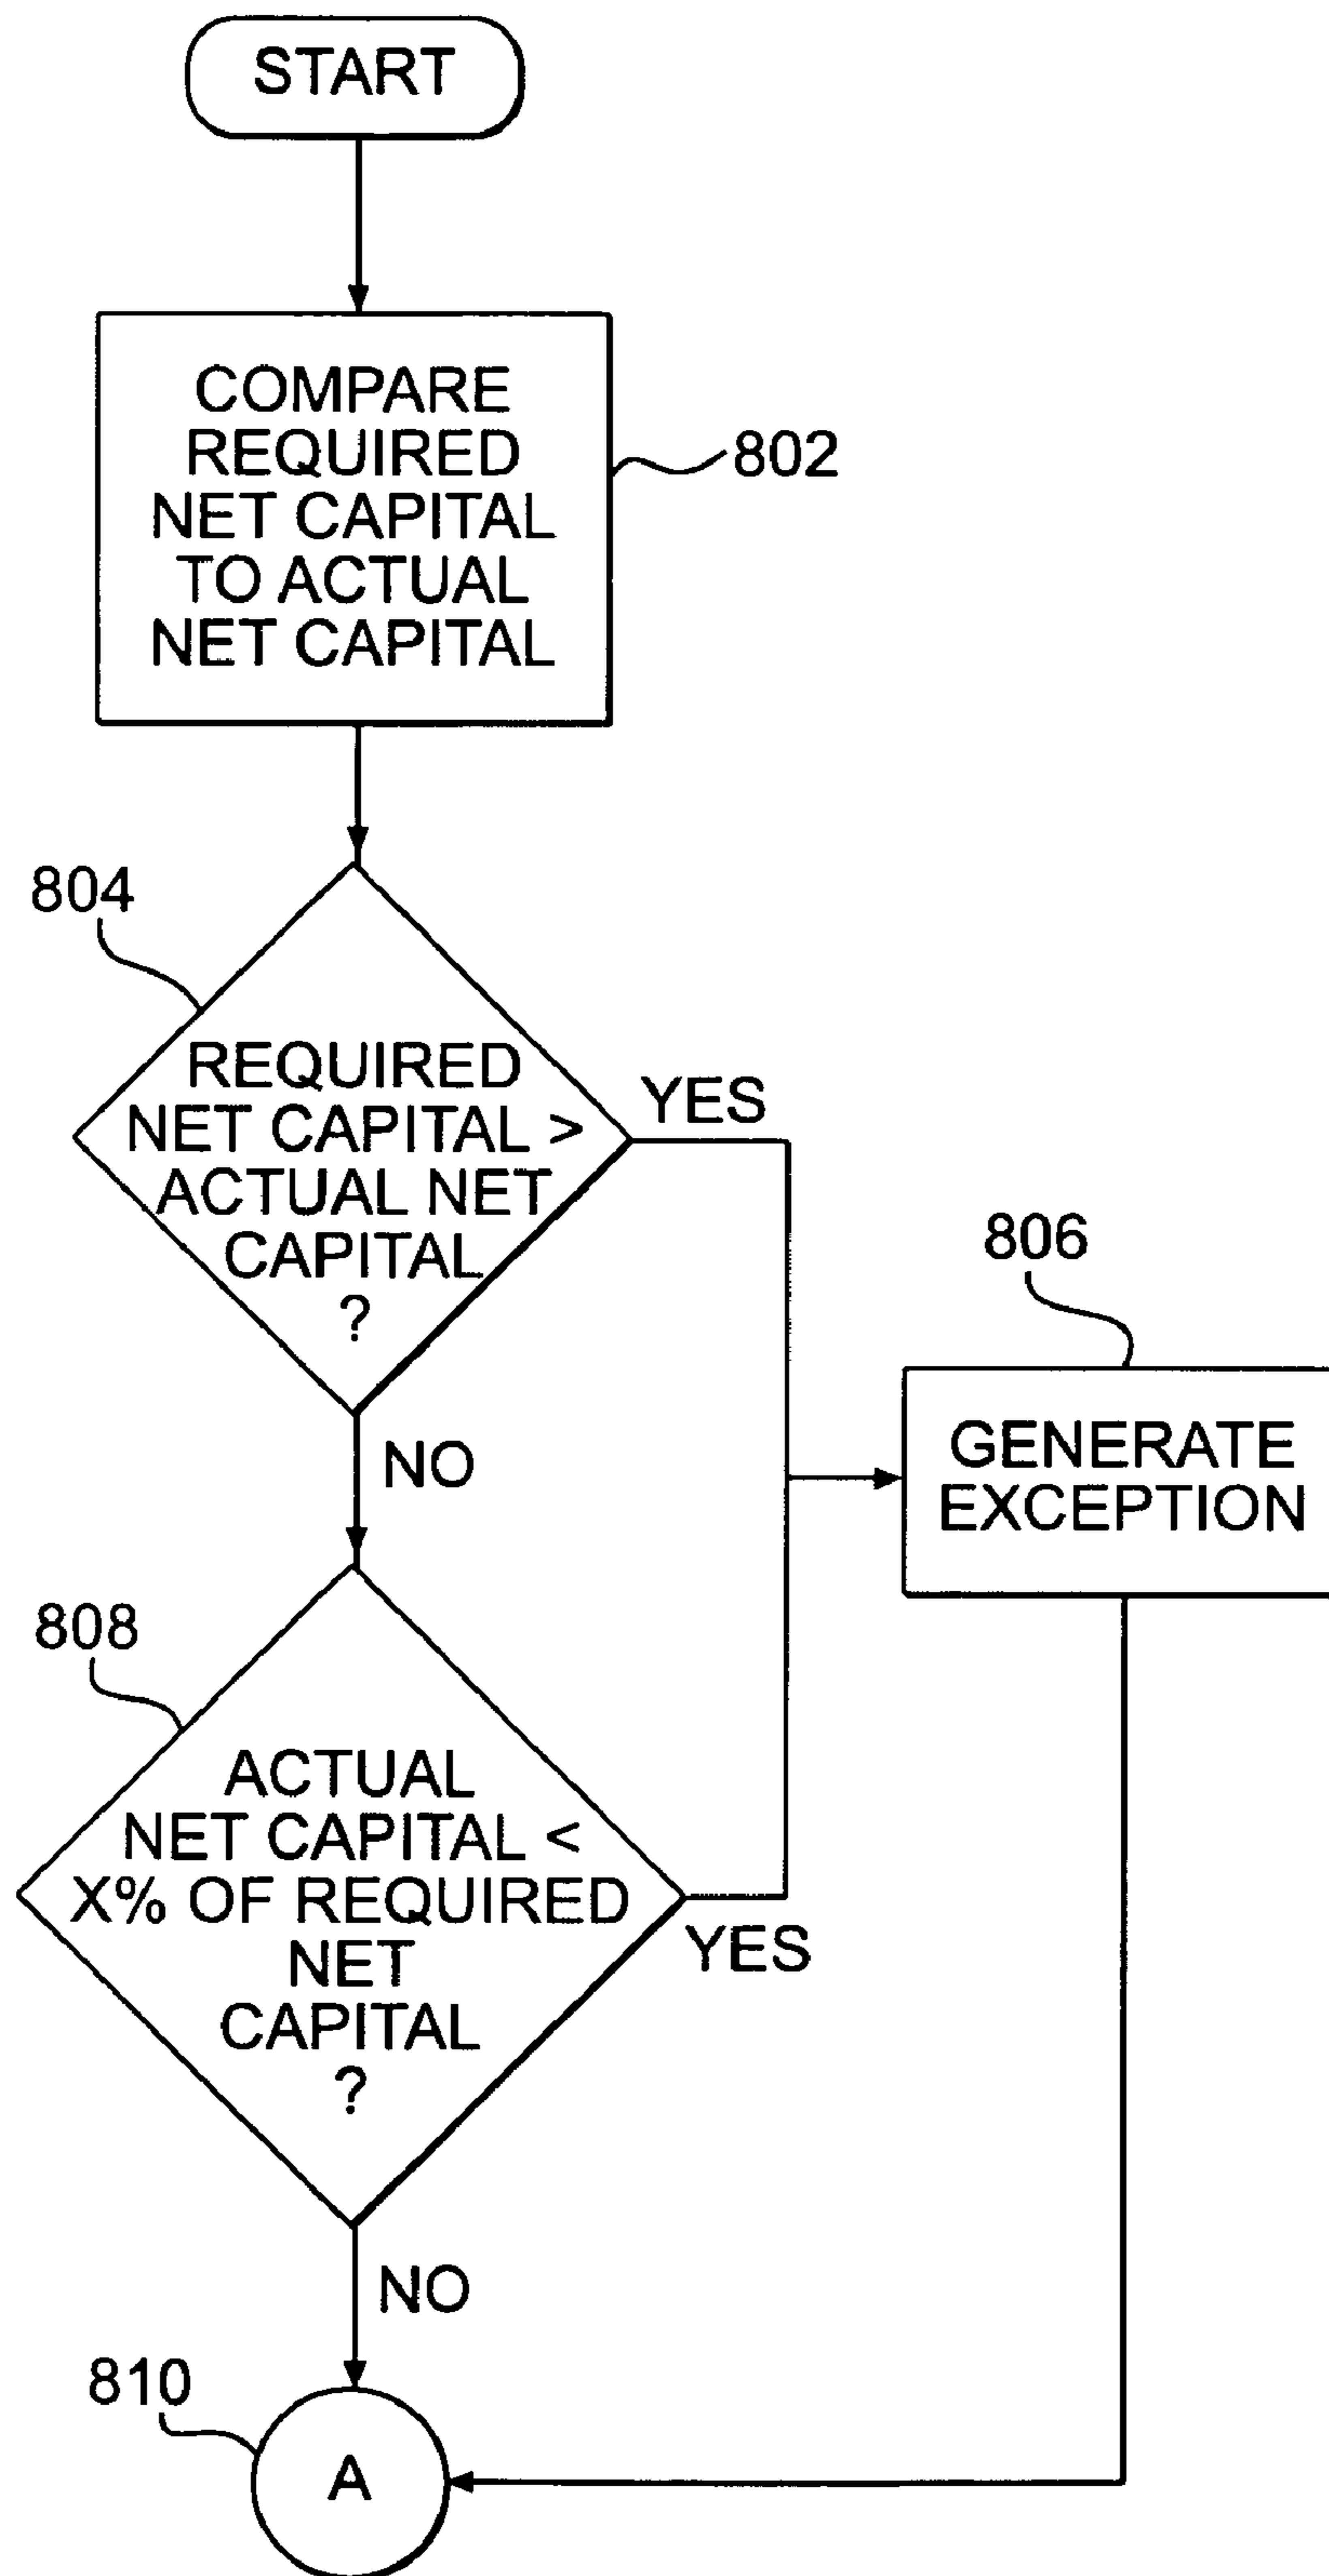 START
COMPARE
REQUIRED
NET CAPITAL
TO ACTUAL
NET CAPITAL
802
804
REQUIRED
NET CAPITAL >
ACTUAL NET
CAPITAL
?
YES
NO
806
GENERATE
EXCEPTION
808
ACTUAL
NET CAPITAL <
X% OF REQUIRED
NET
CAPITAL
?
YES
NO
810
A